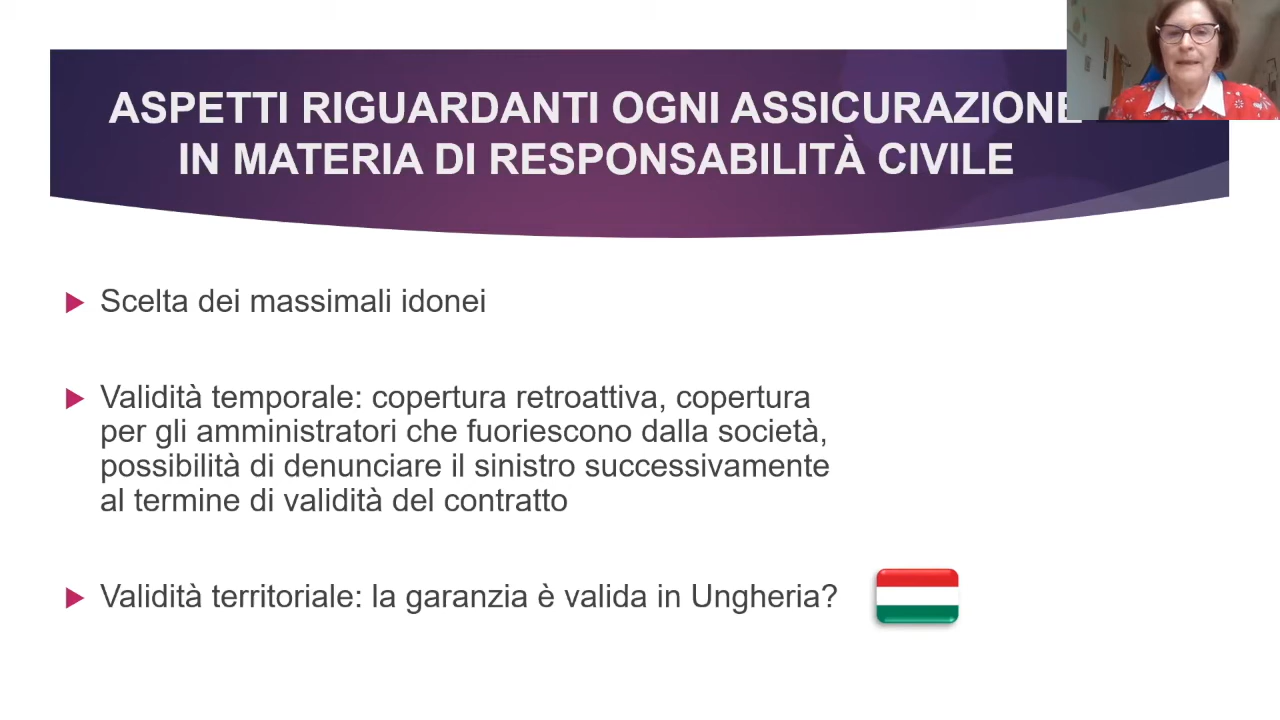 ASPETTI RIGUARDANTI OGNI ASSICURAZIONE
IN MATERIA DI RESPONSABILITÀ CIVILE
Scelta dei massimali idonei
Validità temporale: copertura retroattiva, copertura
per gli amministratori che fuoriescono dalla società,
possibilità di denunciare il sinistro successivamente
al termine di validità del contratto
Validità territoriale: la garanzia è valida in Ungheria?